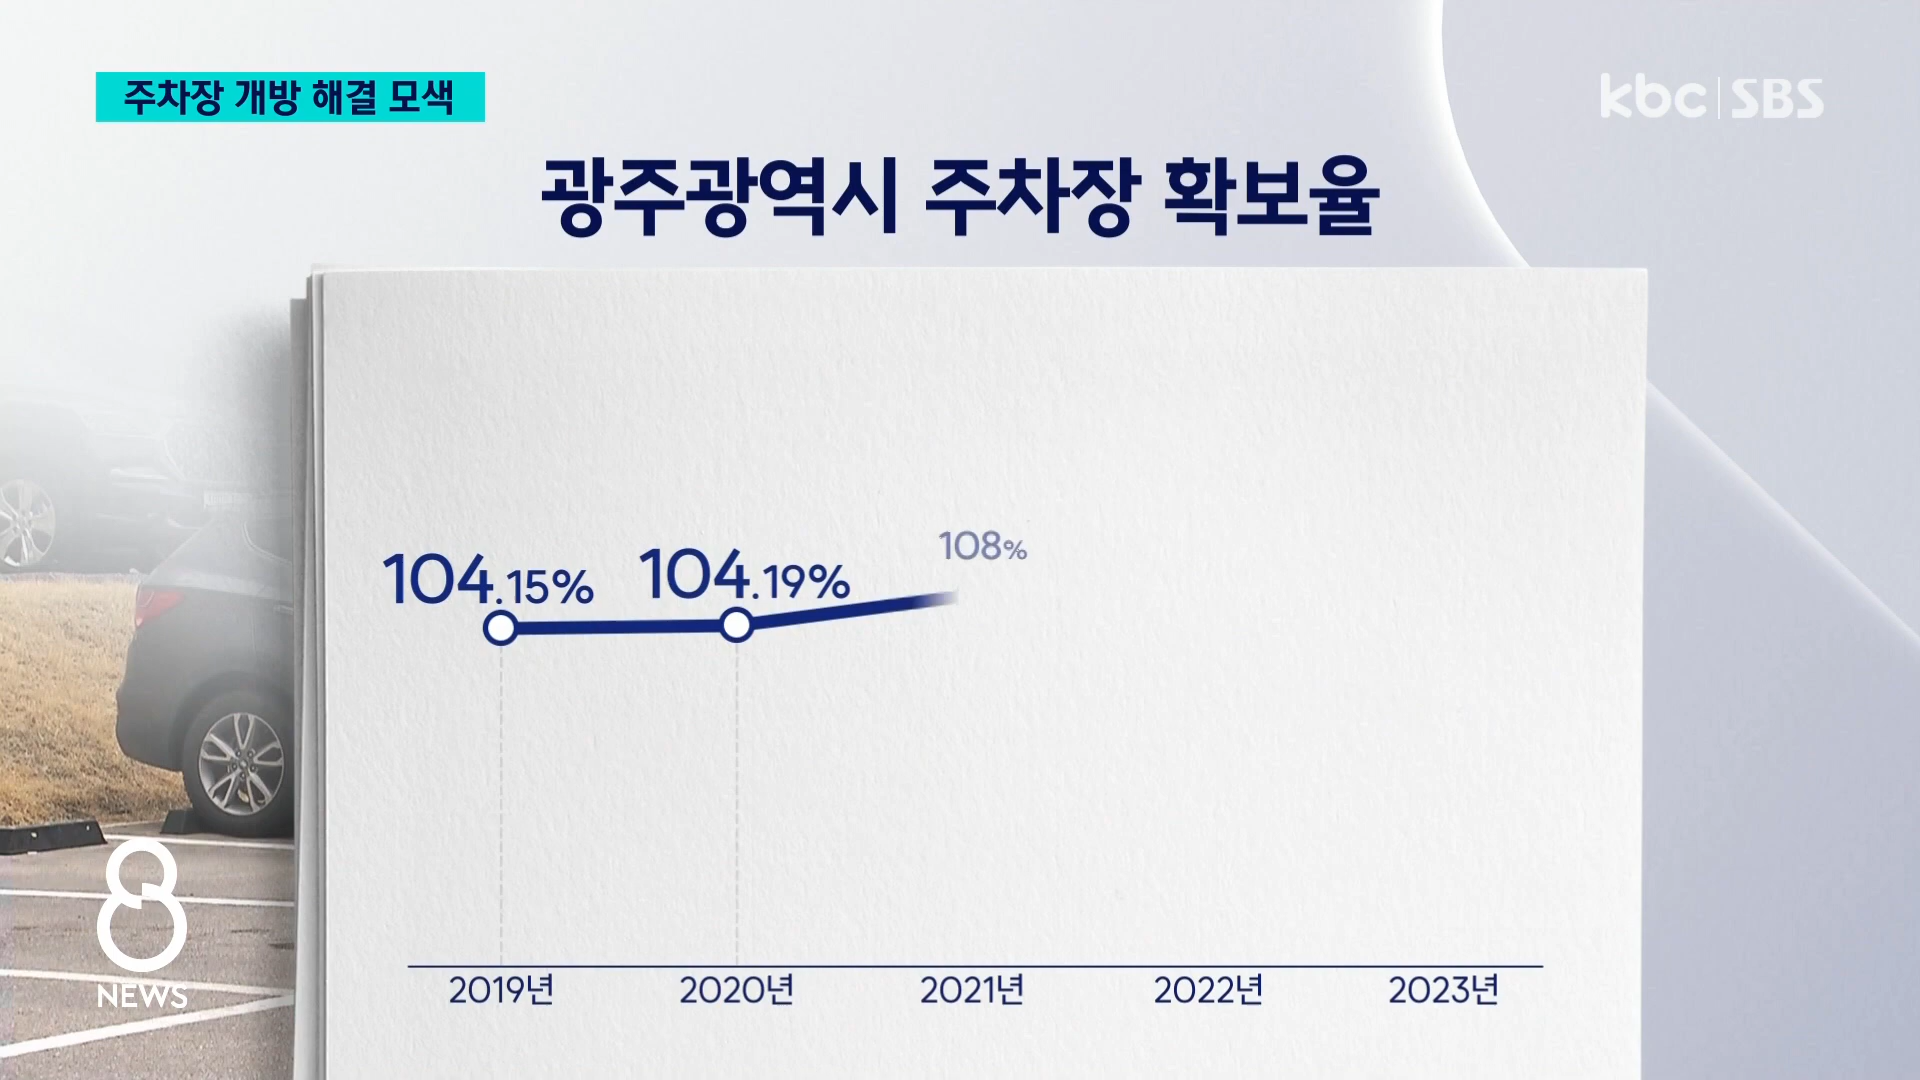 주차장 개방 해결 모색
kbc SBS
광주광역시 주차장 확보율
104.15%
104.19%
108%
2019년
2020년
2021년
2022년
2023년
8
NEWS